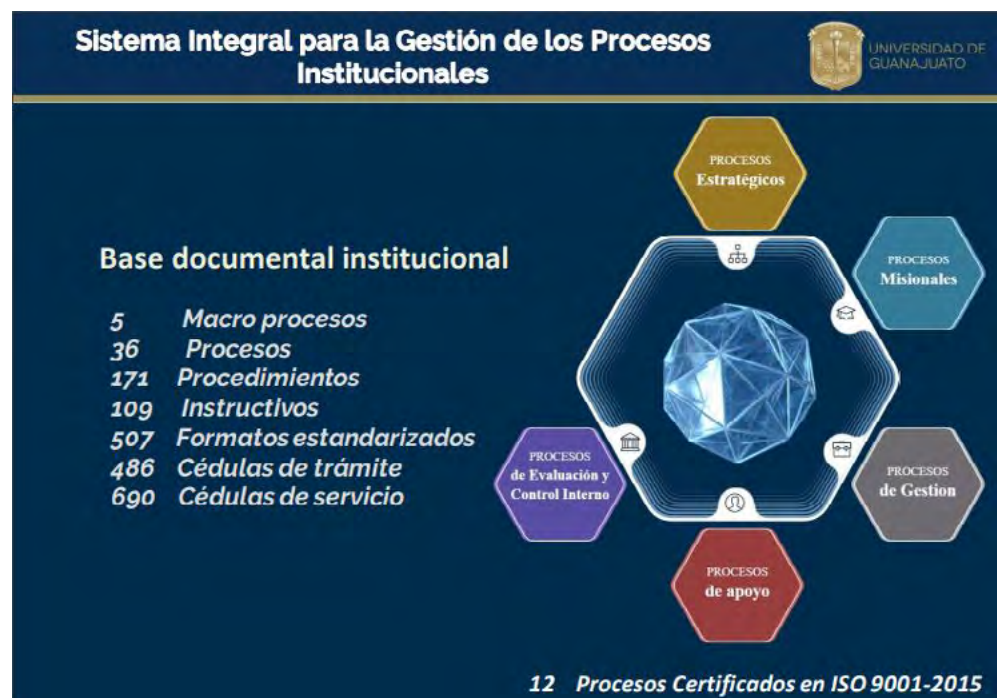 Sistema Integral para la Gestión de los Procesos
Institucionales
UNIVERSIDAD DE
GUANAJUATO
Base documental institucional
5 Macro procesos
36 Procesos
171 Procedimientos
109 Instructivos
507 Formatos estandarizados
486 Cédulas de trámite
690 Cédulas de servicio
PROCESOS
Estratégicos
PROCESOS
Misionales
PROCESOS
de Gestion
PROCESOS
de apoyo
PROCESOS
de Evaluación y
Control Interno
12 Procesos Certificados en ISO 9001-2015